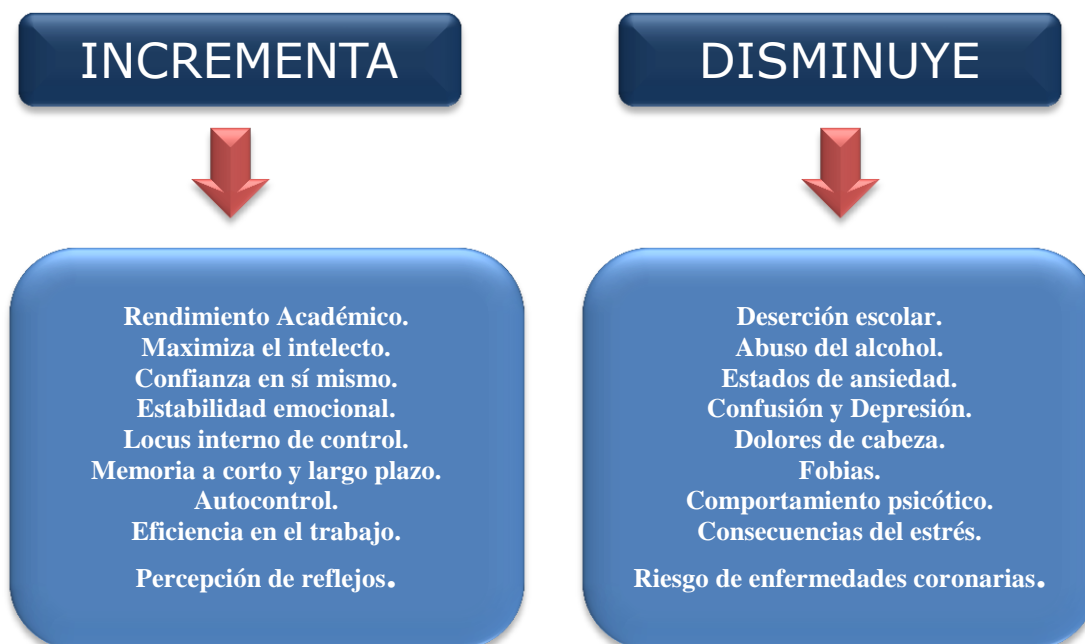 INCREMENTA
Rendimiento Académico.
Maximiza el intelecto.
Confianza en sí mismo.
Estabilidad emocional.
Locus interno de control.
Memoria a corto y largo plazo.
Autocontrol.
Eficiencia en el trabajo.
Percepción de reflejos.
DISMINUYE
Deserción escolar.
Abuso del alcohol.
Estados de ansiedad.
Confusión y Depresión.
Dolores de cabeza.
Fobias.
Comportamiento psicótico.
Consecuencias del estrés.
Riesgo de enfermedades coronarias.